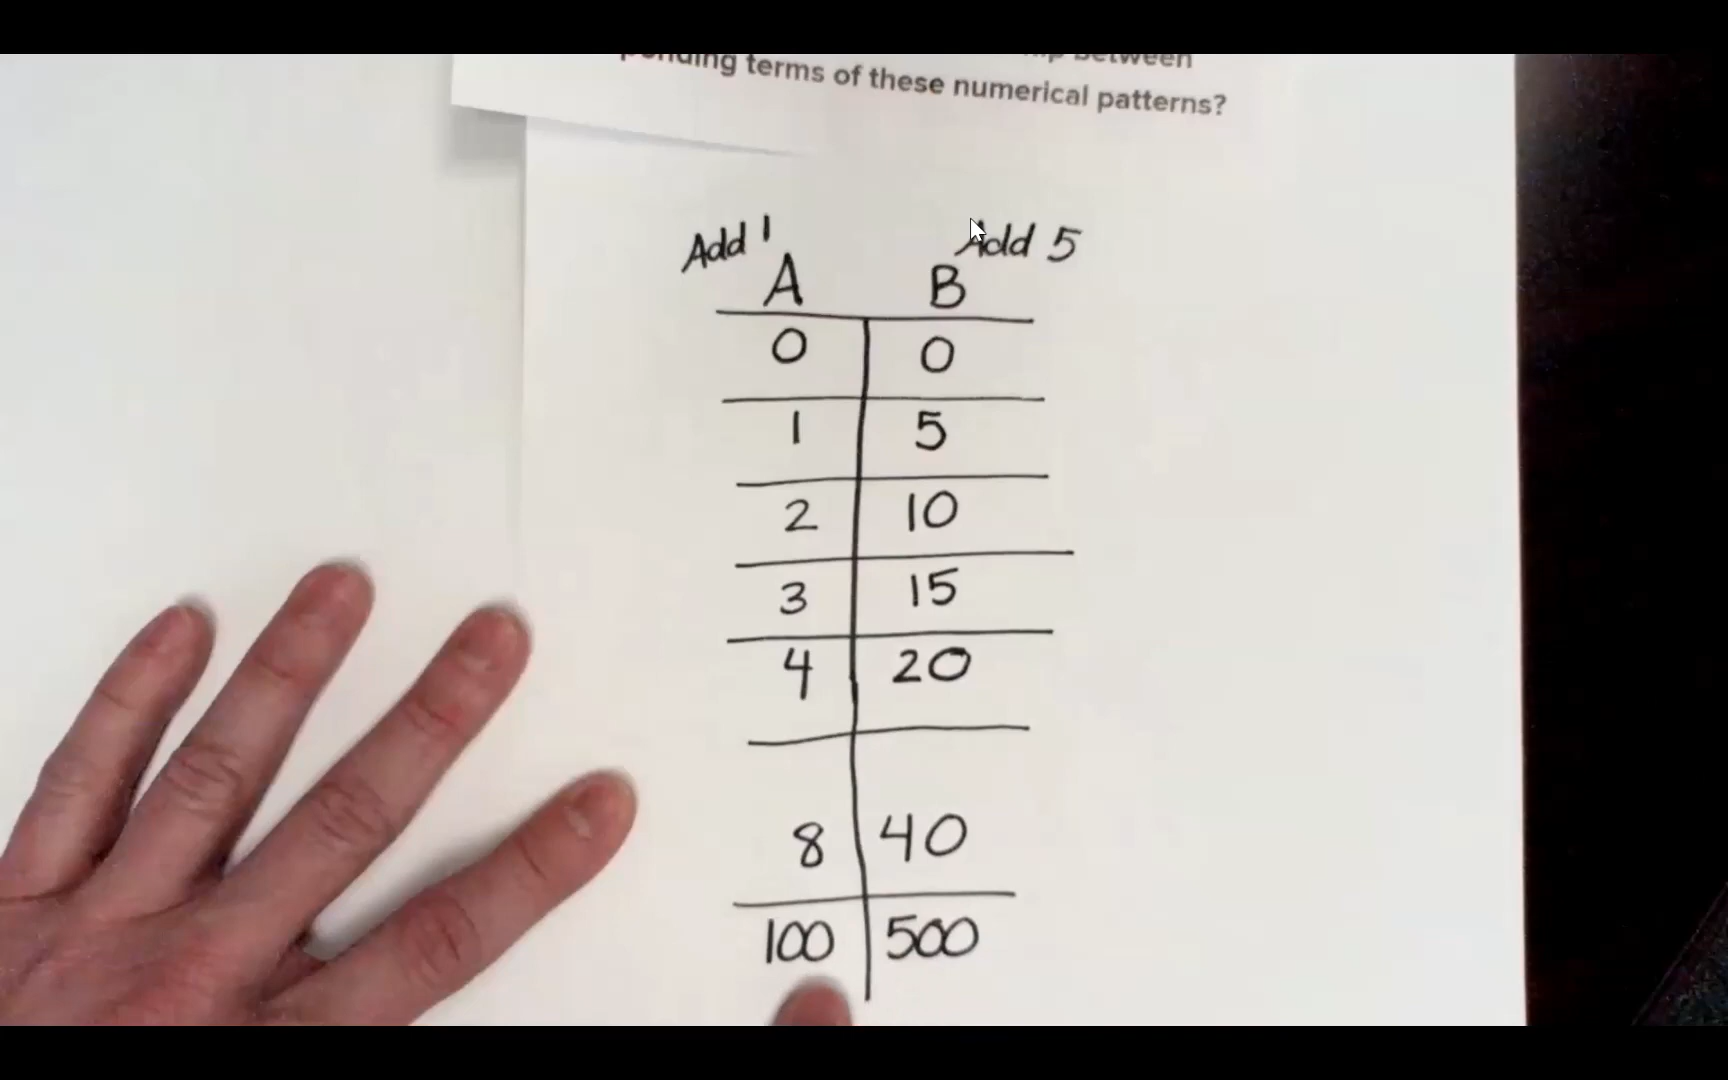 between
terms of these numerical patterns?
Add 1 Add 5
A B
0 0
1 5
2 10
3 15
4 20
8 40
100 500